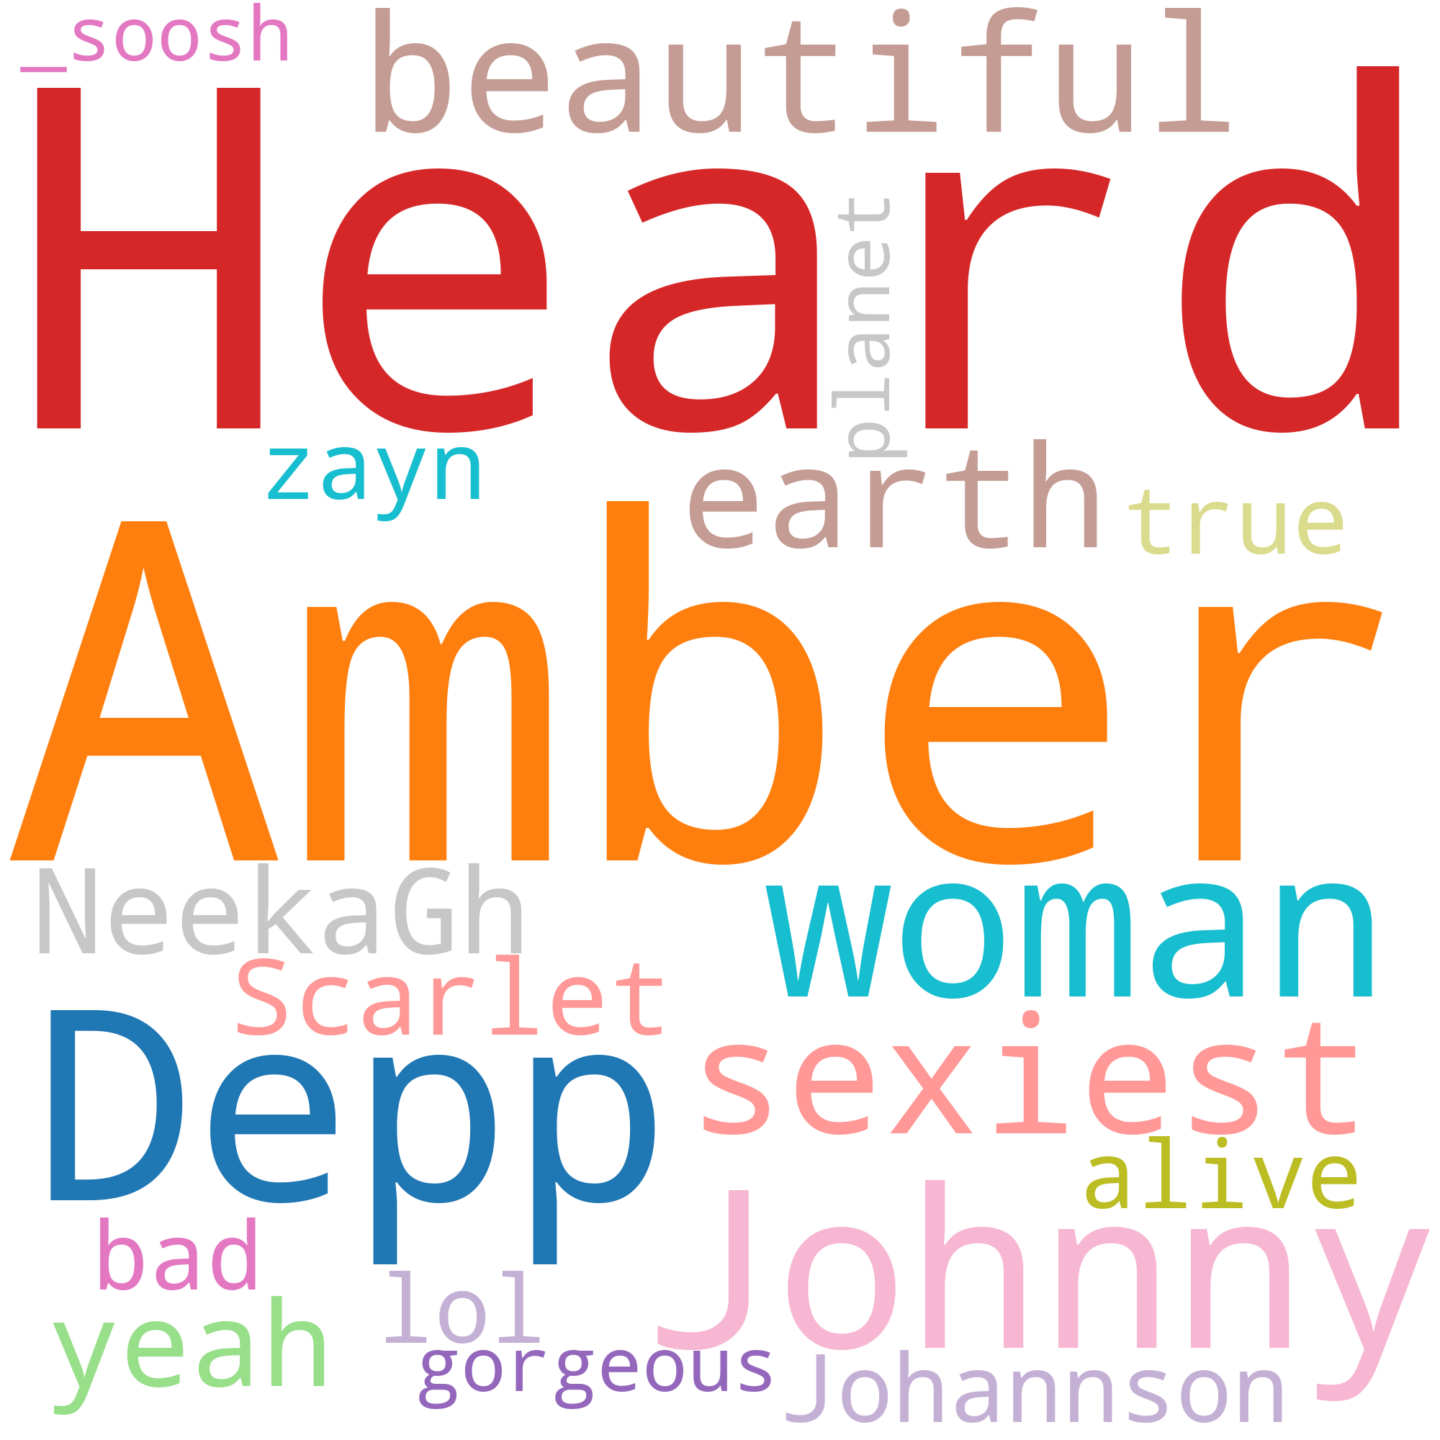 _soosh
beautiful
Heard
planet
zayn
earth
true
Amber
NeekaGh
woman
Scarlet
Depp
sexiest
alive
bad
Johnny
yeah
lol
gorgeous
Johannson